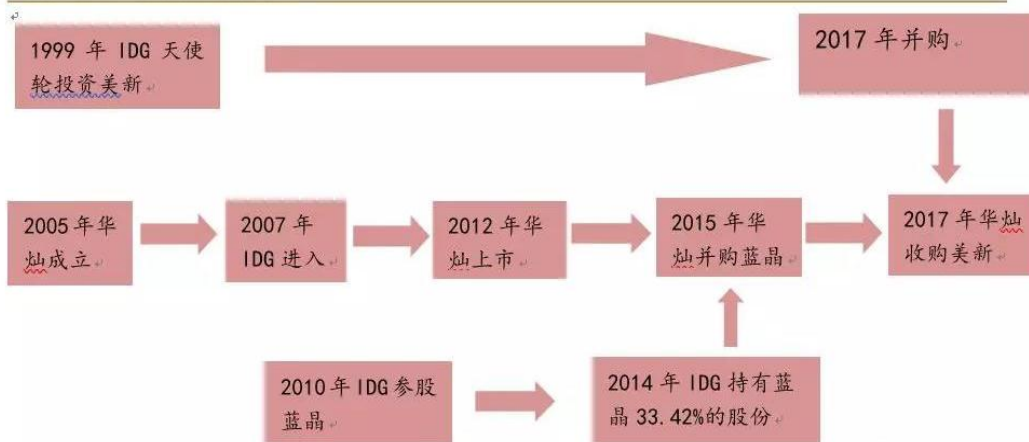 1999 年 IDG 天使
轮投资美新
2017 年并购
2005 年华
灿成立
2007 年
IDG 进入
2012 年华
灿上市
2015 年华
灿并购蓝晶
2017 年华灿
收购美新
2010 年 IDG 参股
蓝晶
2014 年 IDG 持有蓝
晶 33.42%的股份